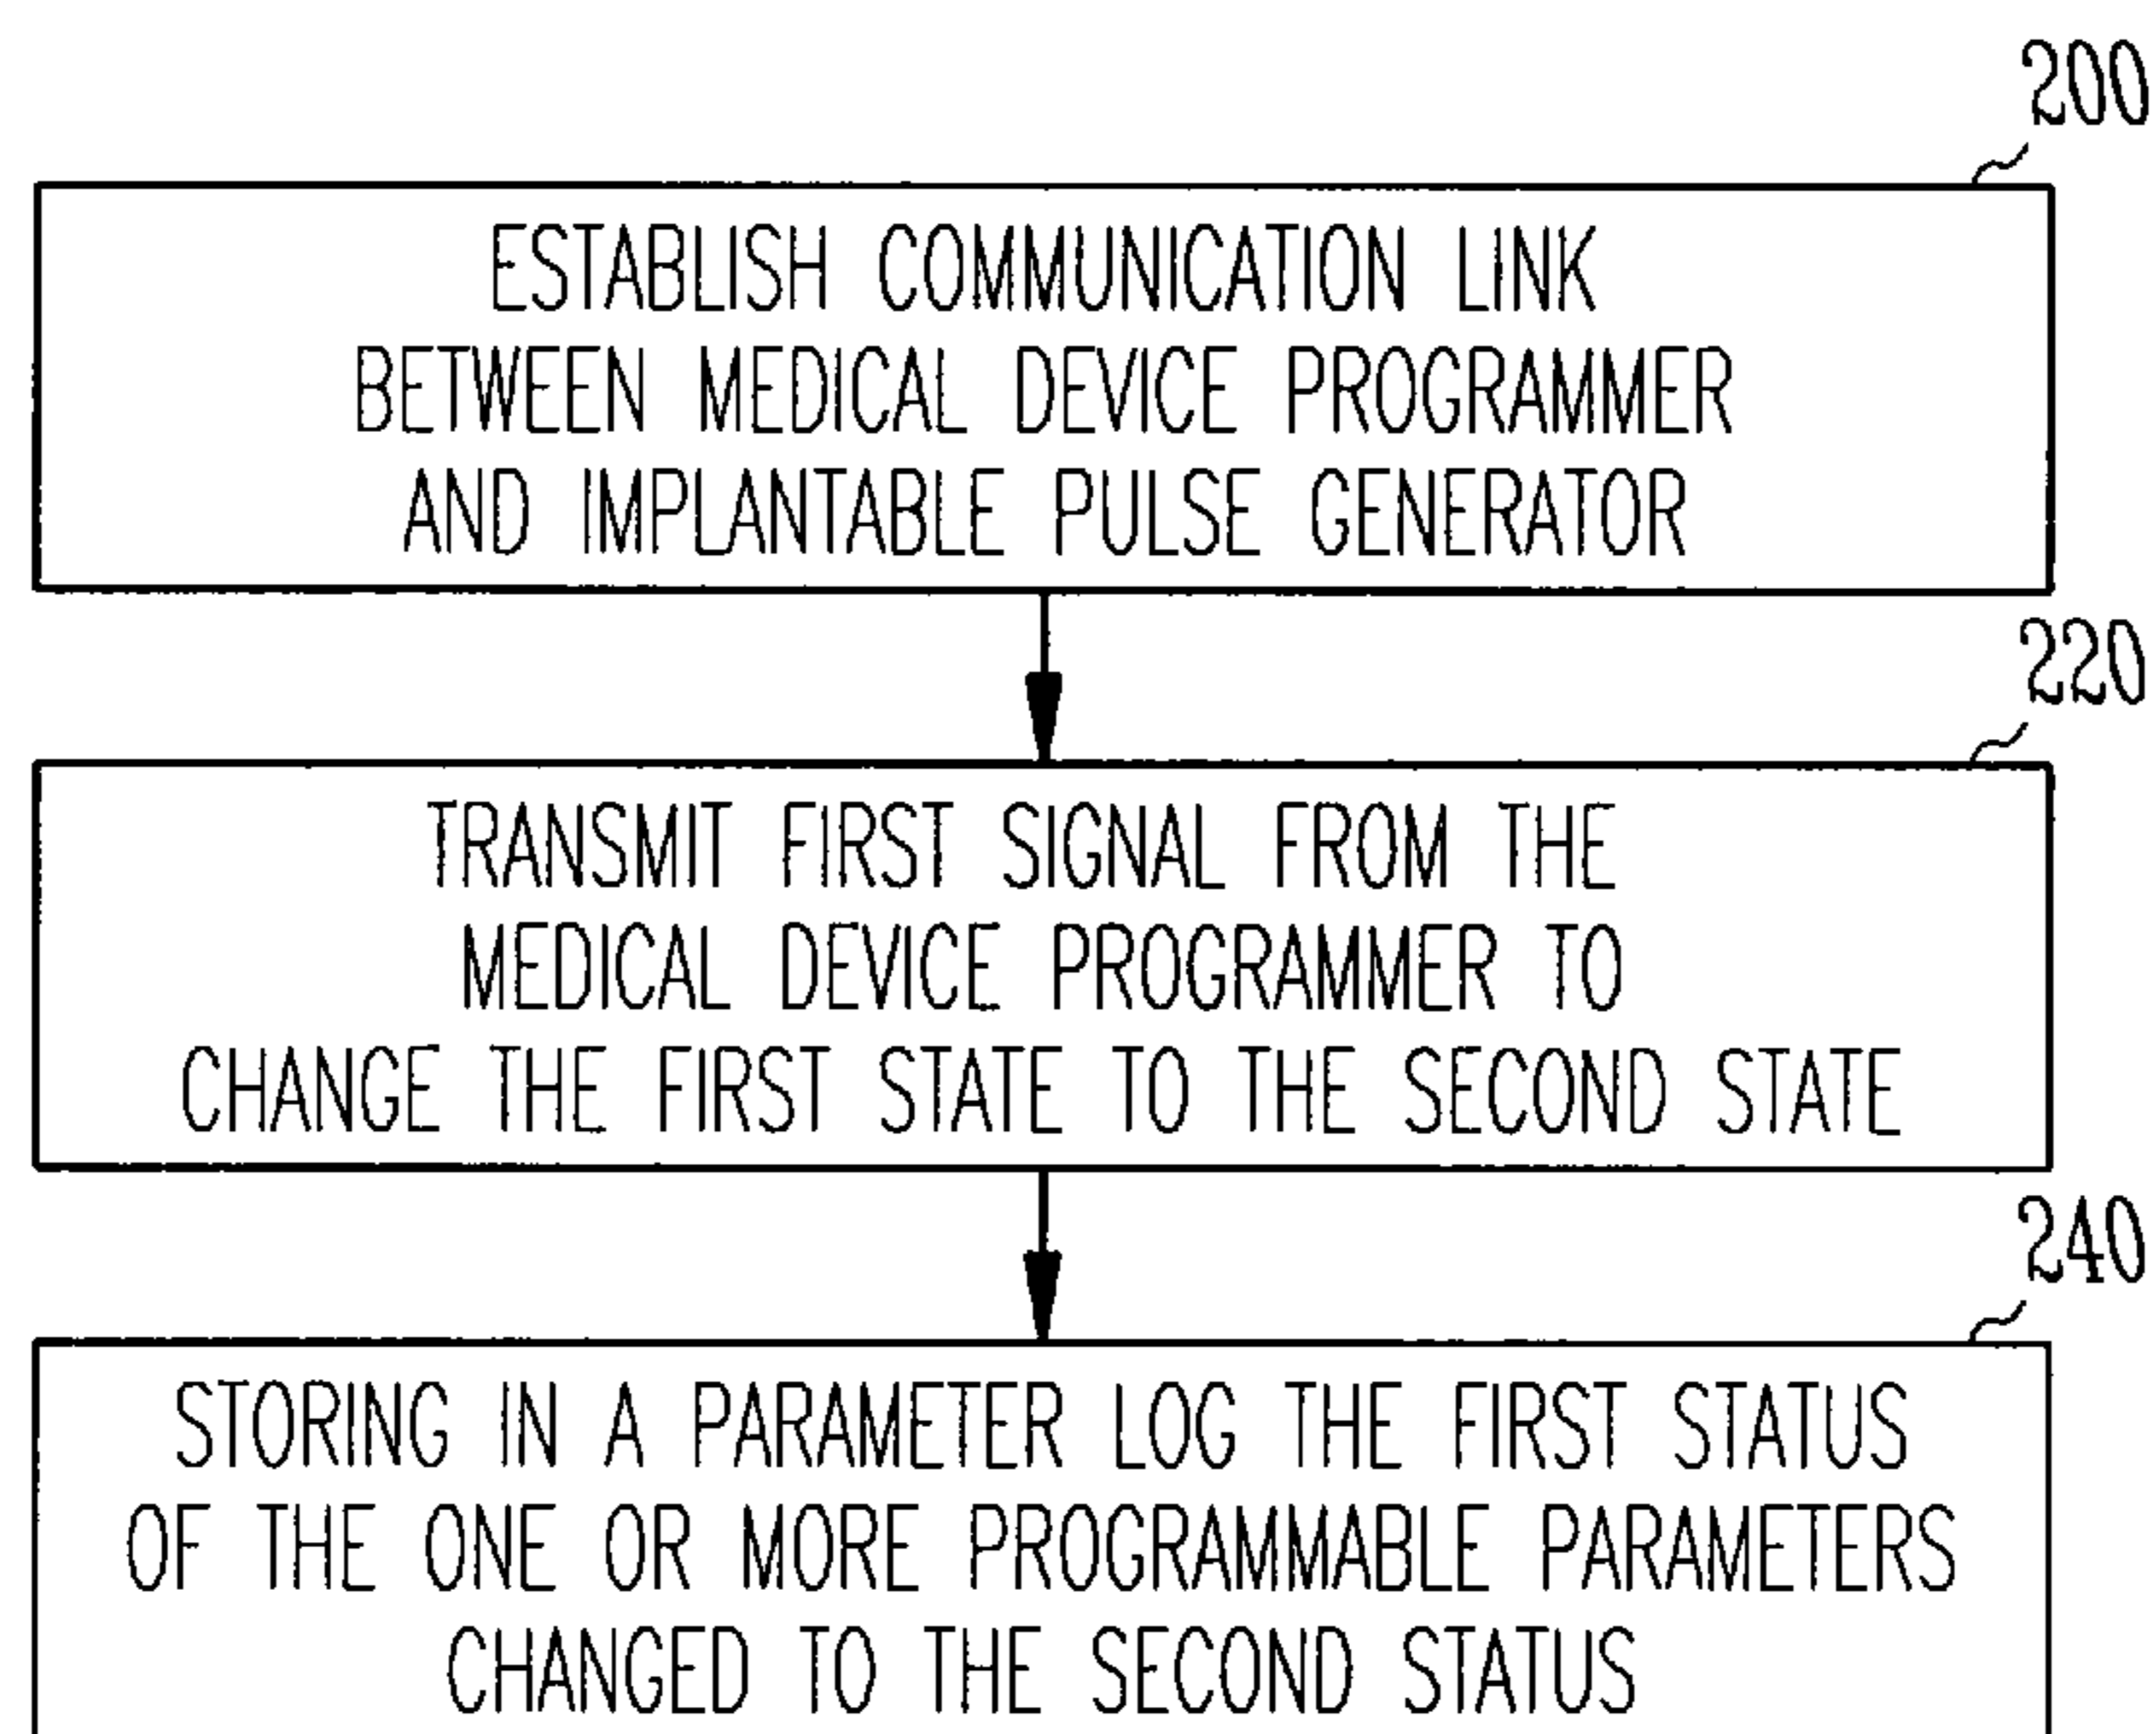 200
ESTABLISH COMMUNICATION LINK
BETWEEN MEDICAL DEVICE PROGRAMMER
AND IMPLANTABLE PULSE GENERATOR
220
TRANSMIT FIRST SIGNAL FROM THE
MEDICAL DEVICE PROGRAMMER TO
CHANGE THE FIRST STATE TO THE SECOND STATE
240
STORING IN A PARAMETER LOG THE FIRST STATUS
OF THE ONE OR MORE PROGRAMMABLE PARAMETERS
CHANGED TO THE SECOND STATUS